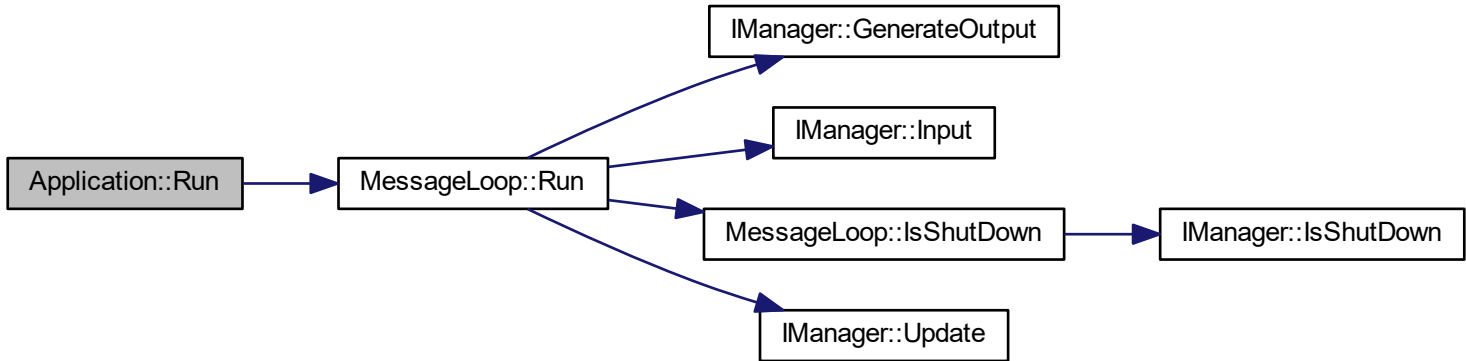 Application::Run
MessageLoop::Run
IManager::GenerateOutput
IManager::Input
MessageLoop::IsShutDown
IManager::IsShutDown
IManager::Update